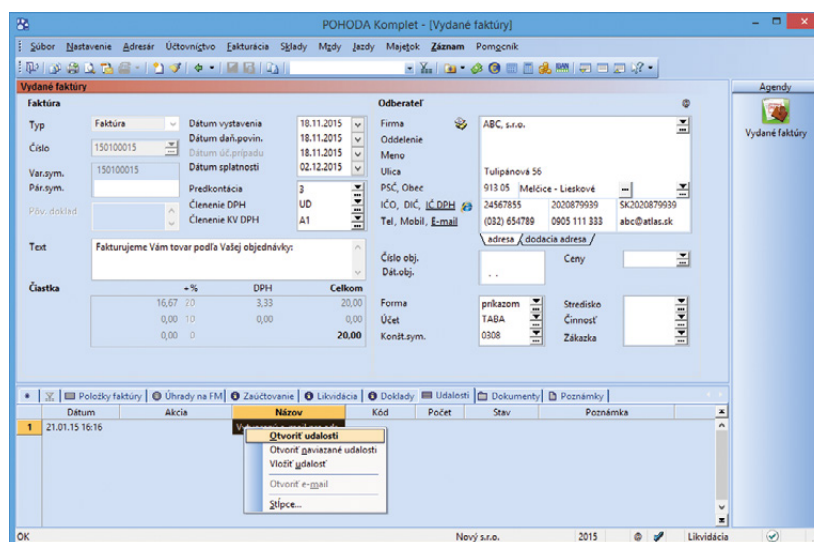 POHODA Komplet - [Vydané faktúry]
Súbor Nastavenie Adresár Účtovníctvo Fakturácia Sklady Mzdy Jazdy Majetok Záznam Pomocník
Vydané faktúry
Agendy
Vydané faktúry
Faktúra
Typ Faktúra
Číslo 150100015
Var.sym. 150100015
Pár.sym.
Pôv. doklad
Dátum vystavenia 18.11.2015
Dátum daň.povin. 18.11.2015
Dátum úč.prípadu 18.11.2015
Dátum splatnosti 02.12.2015
Predkontácia 3
Členenie DPH UD
Členenie KV DPH A1
Text Fakturujeme Vám tovar podľa Vašej objednávky:
Čiastka +% DPH Celkom
16,67 20 3,33 20,00
0,00 10 0,00 0,00
0,00 0 20,00
Odberateľ
Firma ABC, s.r.o.
Oddelenie
Meno
Ulica Tulipánová 56
PSČ, Obec 913 05 Melčice - Lieskové
IČO, DIČ, IČ DPH 24567855 2020879939 SK2020879939
Tel, Mobil, E-mail (032) 654789 0905 111 333 abc@atlas.sk
adresa dodacia adresa
Číslo obj. Ceny
Dát.obj. . .
Forma príkazom Stredisko
Účet TABA Činnosť
Konšt.sym. 0308 Zákazka
Položky faktúry Úhrady na FM Zaúčtovanie Likvidácia Doklady Udalosti Dokumenty Poznámky
Dátum Akcia Názov Kód Počet Stav Poznámka
1 21.01.15 16:16
Otvoriť udalosti
Otvoriť naviazané udalosti
Vložiť udalosť
Otvoriť e-mail
Stĺpce...
OK Nový s.r.o. 2015 Likvidácia